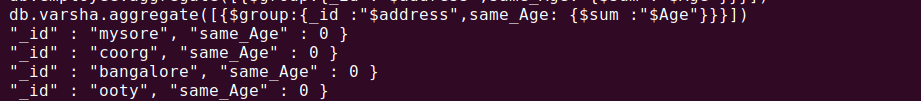 db.varsha.aggregate([{$group:{_id :"$address",same_Age: {$sum :"$Age"}}}])
"_id" : "mysore", "same_Age" : 0 }
"_id" : "coorg", "same_Age" : 0 }
"_id" : "bangalore", "same_Age" : 0 }
"_id" : "ooty", "same_Age" : 0 }